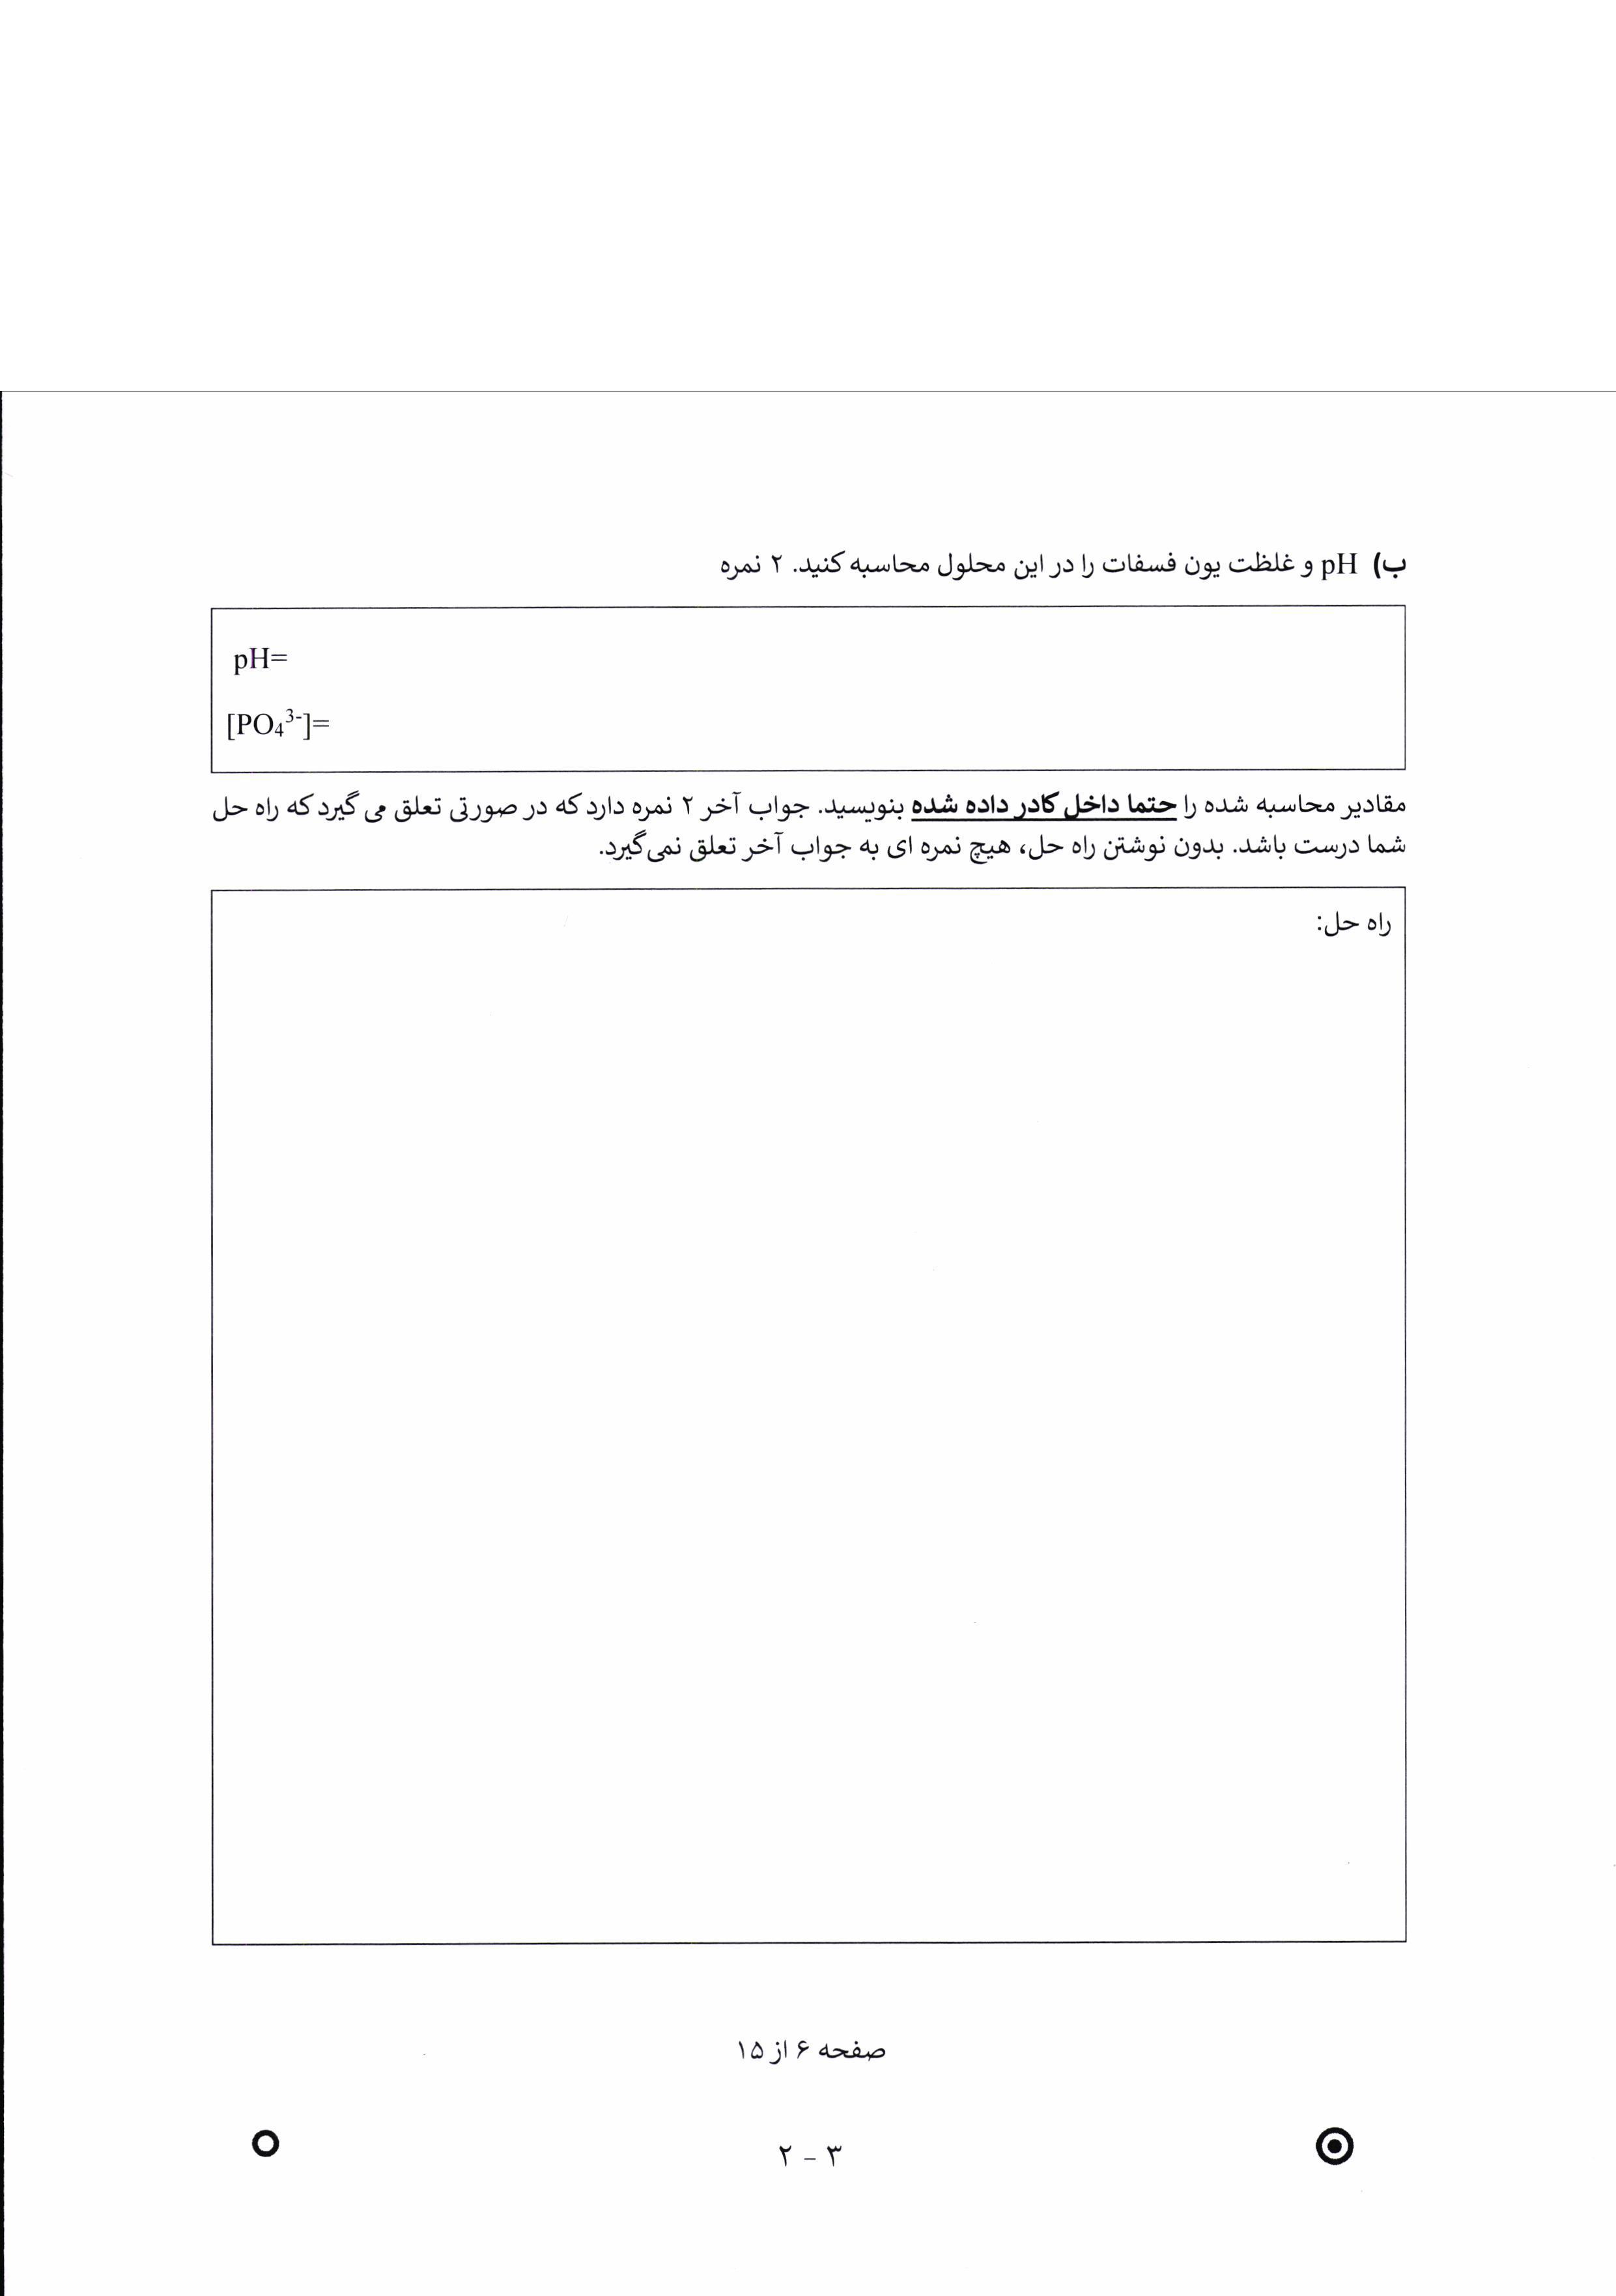 ب) pH و غلظت یون فسفات را در این محلول محاسبه کنید. ۲ نمره
pH=
[PO₄³⁻]=
مقادیر محاسبه شده را حتما داخل کادر داده شده بنویسید. جواب آخر ۲ نمره دارد که در صورتی تعلق می گیرد که راه حل
شما درست باشد. بدون نوشتن راه حل، هیچ نمره ای به جواب آخر تعلق نمی‌گیرد.
راه حل:
صفحه ۶ از ۱۵
۲ - ۳